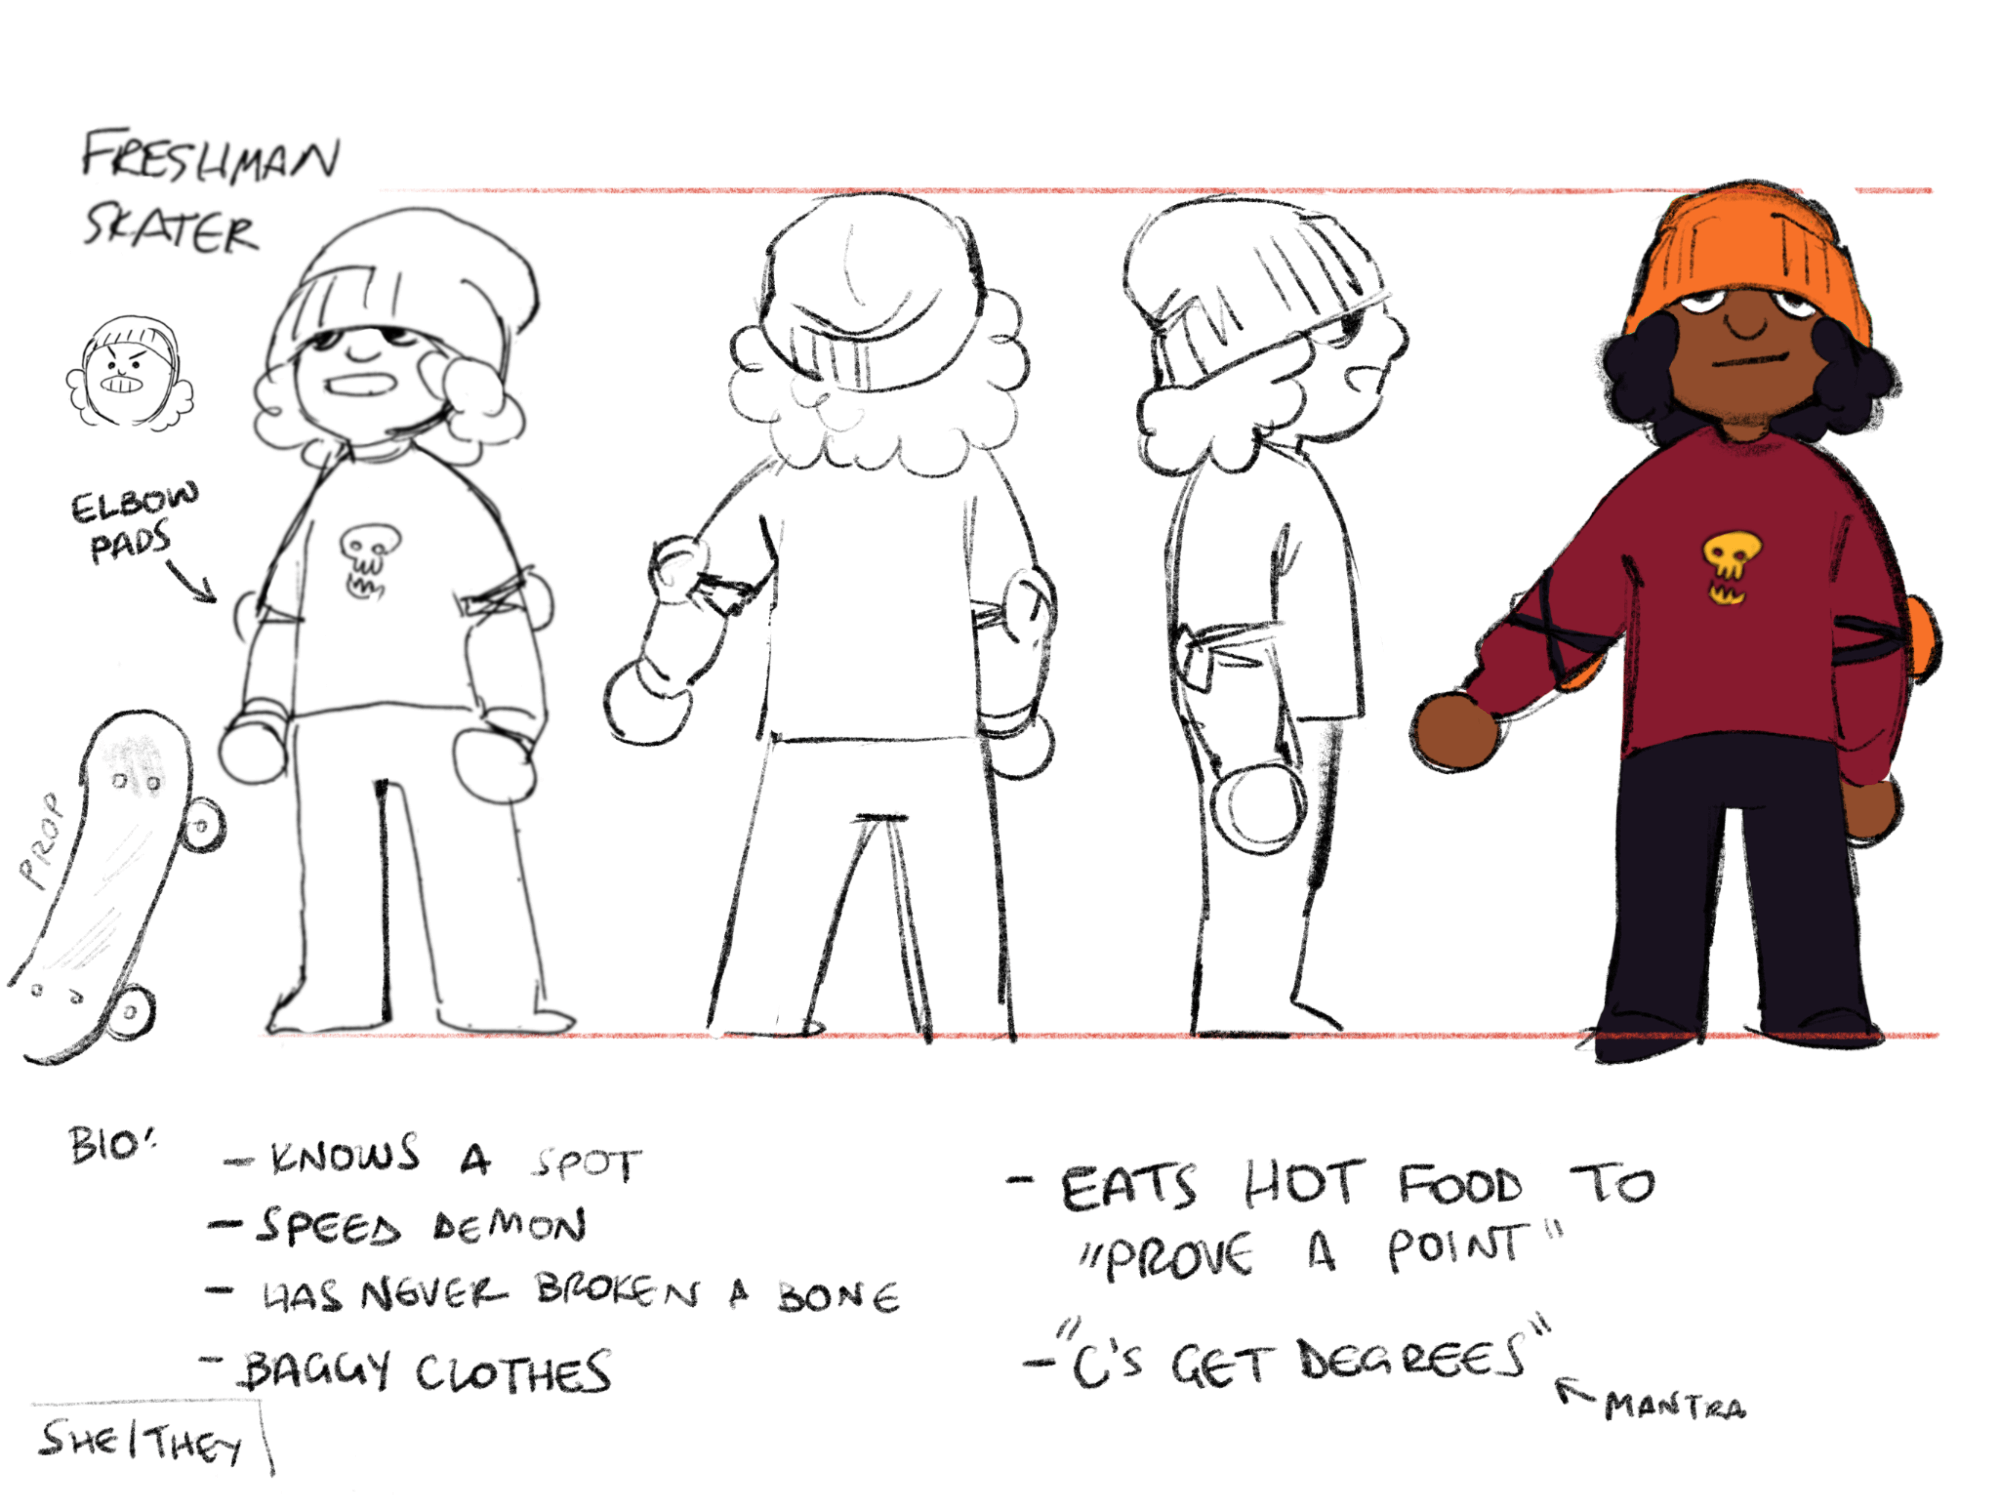 FRESHMAN
SKATER
ELBOW
PADS
PROP
BIO:
- KNOWS A SPOT
- SPEED DEMON
- HAS NEVER BROKEN A BONE
- BAGGY CLOTHES
- EATS HOT FOOD TO
"PROVE A POINT"
- "C'S GET DEGREES"
MANTRA
SHE/THEY